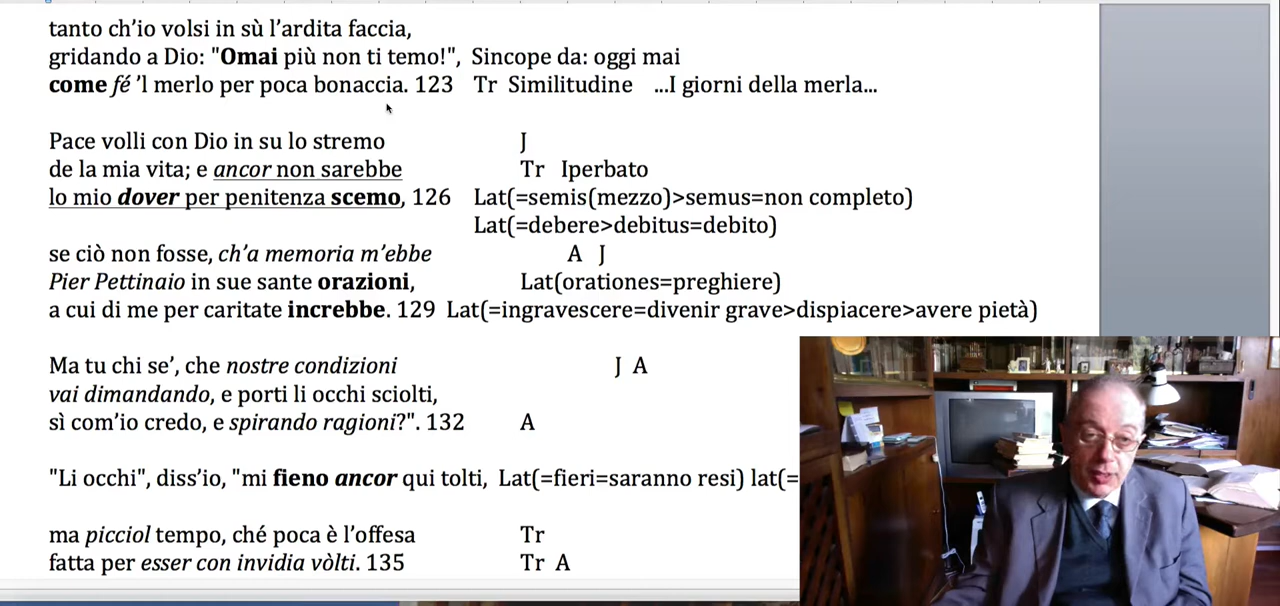 tanto ch’io volsi in sù l’ardita faccia,
gridando a Dio: "Omai più non ti temo!", Sincope da: oggi mai
come fé ’l merlo per poca bonaccia. 123 Tr Similitudine ...I giorni della merla...
Pace volli con Dio in su lo stremo J
de la mia vita; e ancor non sarebbe Tr Iperbato
lo mio dover per penitenza scemo, 126 Lat(=semis(mezzo)>semus=non completo)
Lat(=debere>debitus=debito)
se ciò non fosse, ch’a memoria m’ebbe A J
Pier Pettinaio in sue sante orazioni, Lat(orationes=preghiere)
a cui di me per caritate increbbe. 129 Lat(=ingravescere=divenir grave>dispiacere>avere pietà)
Ma tu chi se’, che nostre condizioni J A
vai dimandando, e porti li occhi sciolti,
sì com’io credo, e spirando ragioni?". 132 A
"Li occhi", diss’io, "mi fieno ancor qui tolti, Lat(=fieri=saranno resi) lat(=
ma picciol tempo, ché poca è l’offesa Tr
fatta per esser con invidia vòlti. 135 Tr A